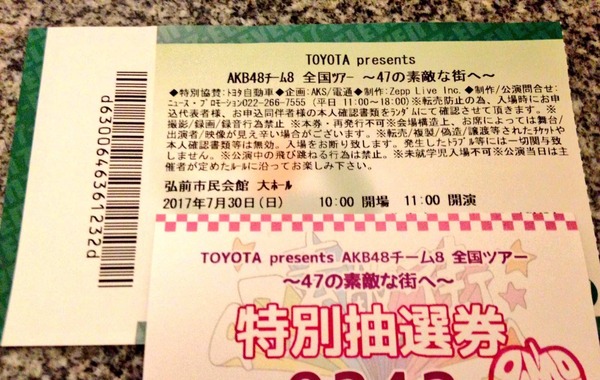 TOYOTA presents
AKB48チーム8 全国ツアー ～47の素敵な街へ～
◆特別協賛:トヨタ自動車◆企画:AKS/電通◆制作:Zepp Live Inc.◆制作/公演問合せ:
ニュース・プロモーション022-266-7555(平日 11:00～18:00)※転売防止の為、入場時にお申
込代表者様、お申込同伴者様の本人確認書類をランダムにて確認させて頂きます。※
撮影/録画/録音行為禁止 ※本券・再発行不可※会場構造上、お席によっては舞台/
出演者/映像が見え辛い場合がございます。※転売/複製/偽造/譲渡等されたチケットや
本人確認書類等は無効。入場をお断り致します。発生したトラブル等には一切関与致
しません。※公演中の飛び跳ねる行為は禁止。※未就学児入場不可※公演当日は主
催者が定めたルールに沿ってお楽しみ下さい。
弘前市民会館 大ホール
2017年7月30日(日) 10:00 開場 11:00 開演
d6300646361232d
TOYOTA presents AKB48チーム8 全国ツアー
～47の素敵な街へ～
特別抽選券